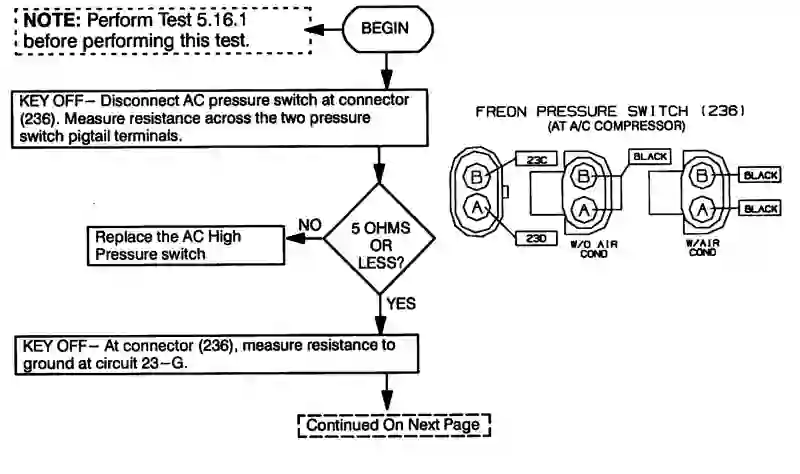 NOTE: Perform Test 5.16.1
before performing this test.
BEGIN
KEY OFF– Disconnect AC pressure switch at connector
(236). Measure resistance across the two pressure
switch pigtail terminals.
FREON PRESSURE SWITCH (236)
(AT A/C COMPRESSOR)
B
23C
A
23D
B
BLACK
A
W/O AIR
COND
B
BLACK
A
BLACK
W/AIR
COND
5 OHMS
OR
LESS?
NO
Replace the AC High
Pressure switch
YES
KEY OFF– At connector (236), measure resistance to
ground at circuit 23–G.
Continued On Next Page